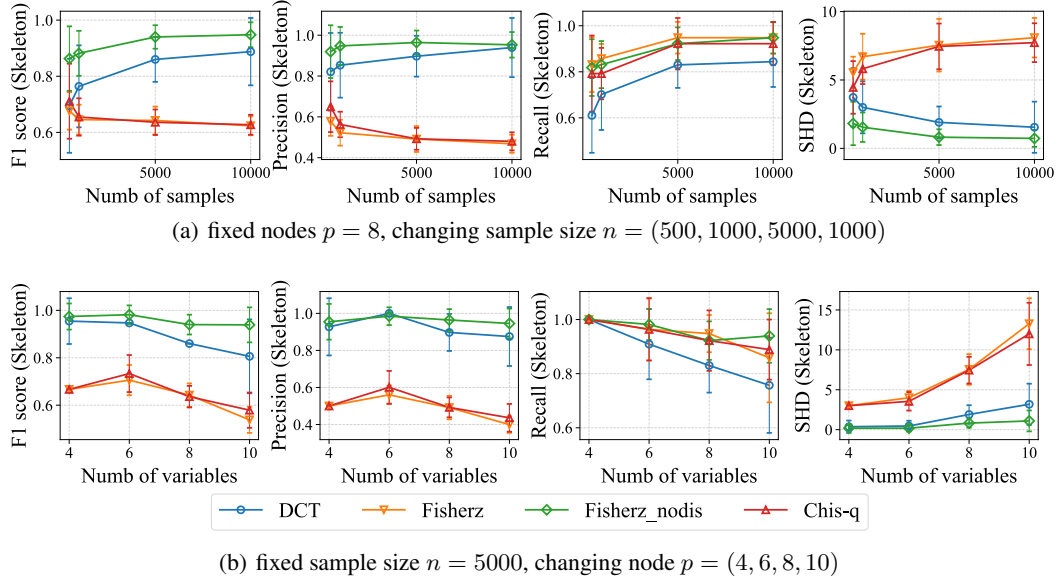 F1 score (Skeleton)
1.0
0.8
0.6
5000
10000
Numb of samples
Precision (Skeleton)
1.0
0.8
0.6
0.4
5000
10000
Numb of samples
Recall (Skeleton)
1.0
0.8
0.6
5000
10000
Numb of samples
SHD (Skeleton)
10
5
0
5000
10000
Numb of samples
(a) fixed nodes p = 8, changing sample size n = (500, 1000, 5000, 1000)
F1 score (Skeleton)
1.0
0.8
0.6
4
6
8
10
Numb of variables
Precision (Skeleton)
1.0
0.8
0.6
0.4
4
6
8
10
Numb of variables
Recall (Skeleton)
1.0
0.8
0.6
4
6
8
10
Numb of variables
SHD (Skeleton)
15
10
5
0
4
6
8
10
Numb of variables
DCT Fisherz Fisherz_nodis Chis-q
(b) fixed sample size n = 5000, changing node p = (4, 6, 8, 10)